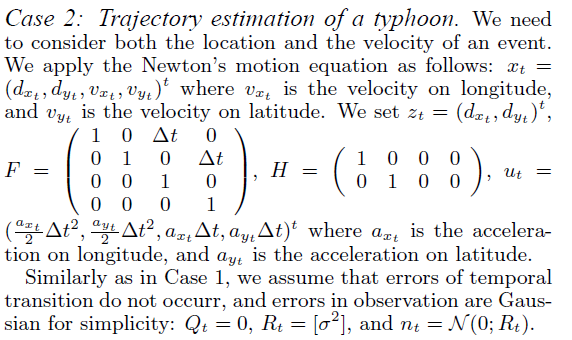 Case 2: Trajectory estimation of a typhoon. We need
to consider both the location and the velocity of an event.
We apply the Newton's motion equation as follows: x_t =
(d_{x_t}, d_{y_t}, v_{x_t}, v_{y_t})^t where v_{x_t} is the velocity on longitude,
and v_{y_t} is the velocity on latitude. We set z_t = (d_{x_t}, d_{y_t})^t,
F = ( 1 0 Δt 0
0 1 0 Δt
0 0 1 0
0 0 0 1 ), H = ( 1 0 0 0
0 1 0 0 ), u_t =
(a_{x_t}/2 Δt^2, a_{y_t}/2 Δt^2, a_{x_t}Δt, a_{y_t}Δt)^t where a_{x_t} is the accelera-
tion on longitude, and a_{y_t} is the acceleration on latitude.
Similarly as in Case 1, we assume that errors of temporal
transition do not occurr, and errors in observation are Gaus-
sian for simplicity: Q_t = 0, R_t = [σ^2], and n_t = N(0; R_t).